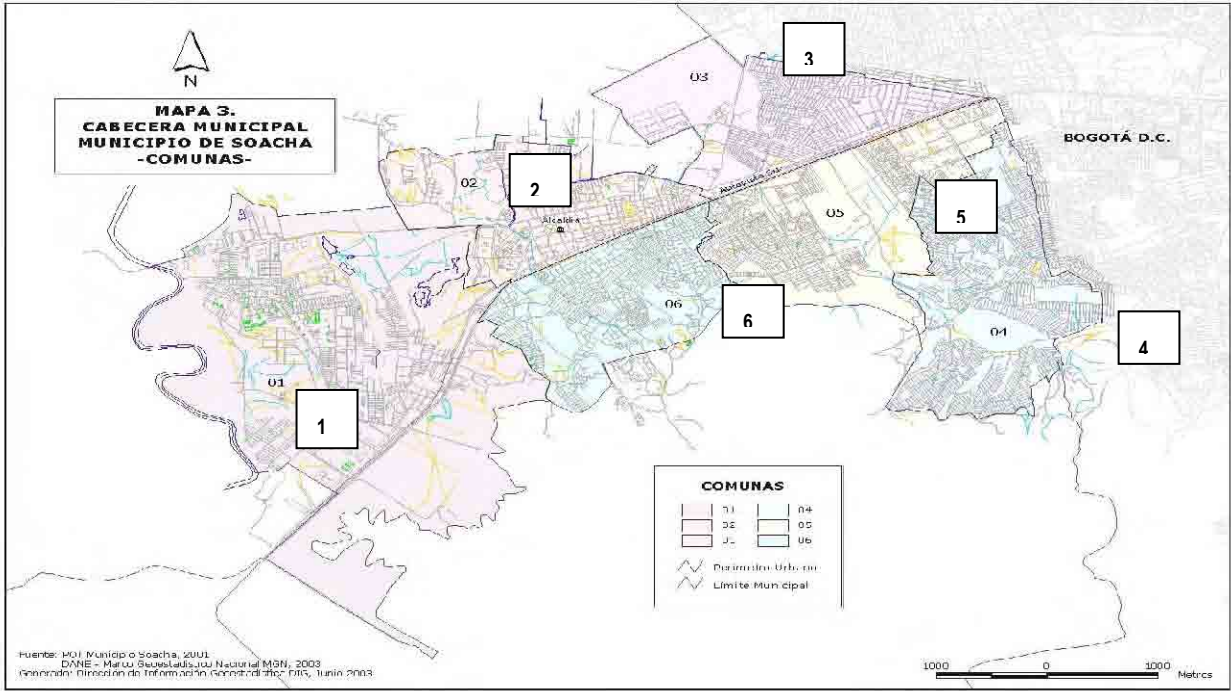 N
MAPA 3.
CABECERA MUNICIPAL
MUNICIPIO DE SOACHA
-COMUNAS-
03
3
BOGOTÁ D.C.
02
2
Alcaldía
Autopista Sur
05
5
06
6
04
4
01
1
COMUNAS
01 04
02 05
06
Perímetro Urbano
Límite Municipal
Fuente: POT Municipio Soacha, 2001
DANE - Marco Geoestadístico Nacional MGN, 2003
Generado: Dirección de Información Geoestadística DIG, Junio 2003
1000 0 1000 Metros